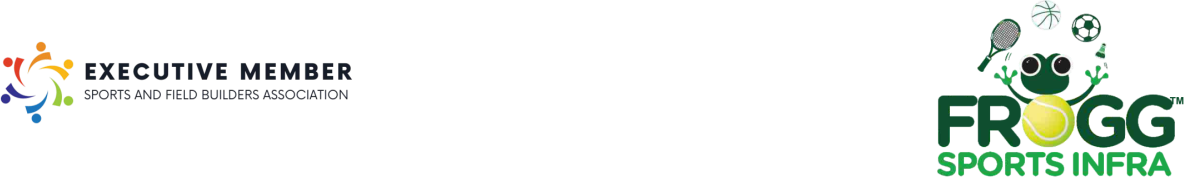 EXECUTIVE MEMBER
SPORTS AND FIELD BUILDERS ASSOCIATION
FROGG™
SPORTS INFRA